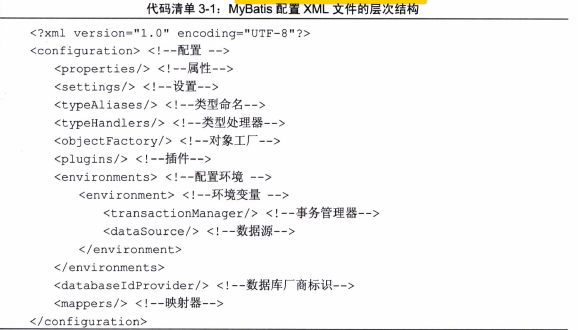 代码清单 3-1：MyBatis 配置 XML 文件的层次结构
<?xml version="1.0" encoding="UTF-8"?>
<configuration> <!--配置 -->
<properties/> <!--属性-->
<settings/> <!--设置-->
<typeAliases/> <!--类型命名-->
<typeHandlers/> <!--类型处理器-->
<objectFactory/> <!--对象工厂-->
<plugins/> <!--插件-->
<environments> <!--配置环境 -->
<environment> <!--环境变量 -->
<transactionManager/> <!--事务管理器-->
<dataSource/> <!--数据源-->
</environment>
</environments>
<databaseIdProvider/> <!--数据库厂商标识-->
<mappers/> <!--映射器-->
</configuration>